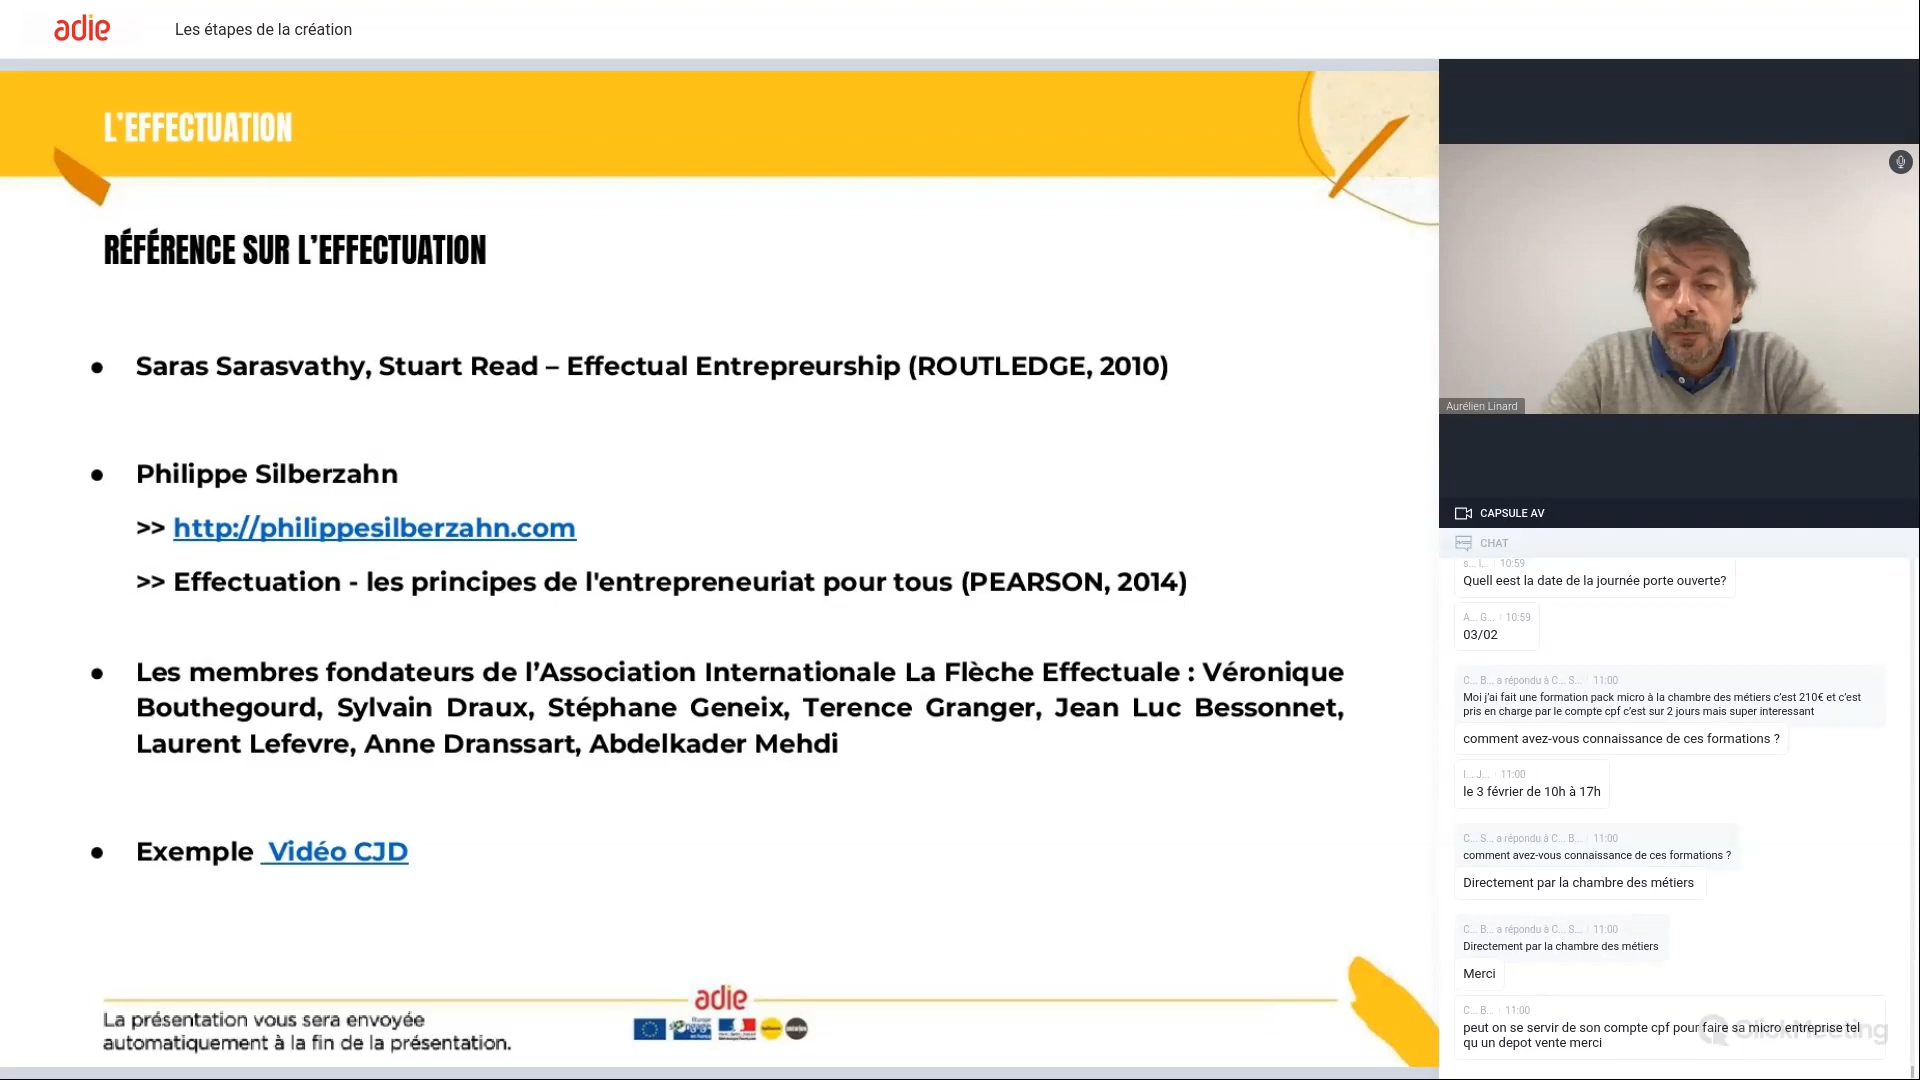 adie
Les étapes de la création
L'EFFECTUATION
RÉFÉRENCE SUR L'EFFECTUATION
● Saras Sarasvathy, Stuart Read – Effectual Entrepreurship (ROUTLEDGE, 2010)
● Philippe Silberzahn
>> http://philippesilberzahn.com
>> Effectuation - les principes de l'entrepreneuriat pour tous (PEARSON, 2014)
● Les membres fondateurs de l'Association Internationale La Flèche Effectuale : Véronique
Bouthegourd, Sylvain Draux, Stéphane Geneix, Terence Granger, Jean Luc Bessonnet,
Laurent Lefevre, Anne Dranssart, Abdelkader Mehdi
● Exemple Vidéo CJD
adie
La présentation vous sera envoyée
automatiquement à la fin de la présentation.
Aurélien Linard
CAPSULE AV
CHAT
s... i... 10:59
Quell eest la date de la journée porte ouverte?
A... G... 10:59
03/02
C... B... a répondu à C... S... 11:00
Moi j'ai fait une formation pack micro à la chambre des métiers c'est 210€ et c'est
pris en charge par le compte cpf c'est sur 2 jours mais super interessant
comment avez-vous connaissance de ces formations ?
I... J... 11:00
le 3 février de 10h à 17h
C... S... a répondu à C... B... 11:00
comment avez-vous connaissance de ces formations ?
Directement par la chambre des métiers
C... B... a répondu à C... S... 11:00
Directement par la chambre des métiers
Merci
C... B... 11:00
peut on se servir de son compte cpf pour faire sa micro entreprise tel
qu un depot vente merci
ClickMeeting